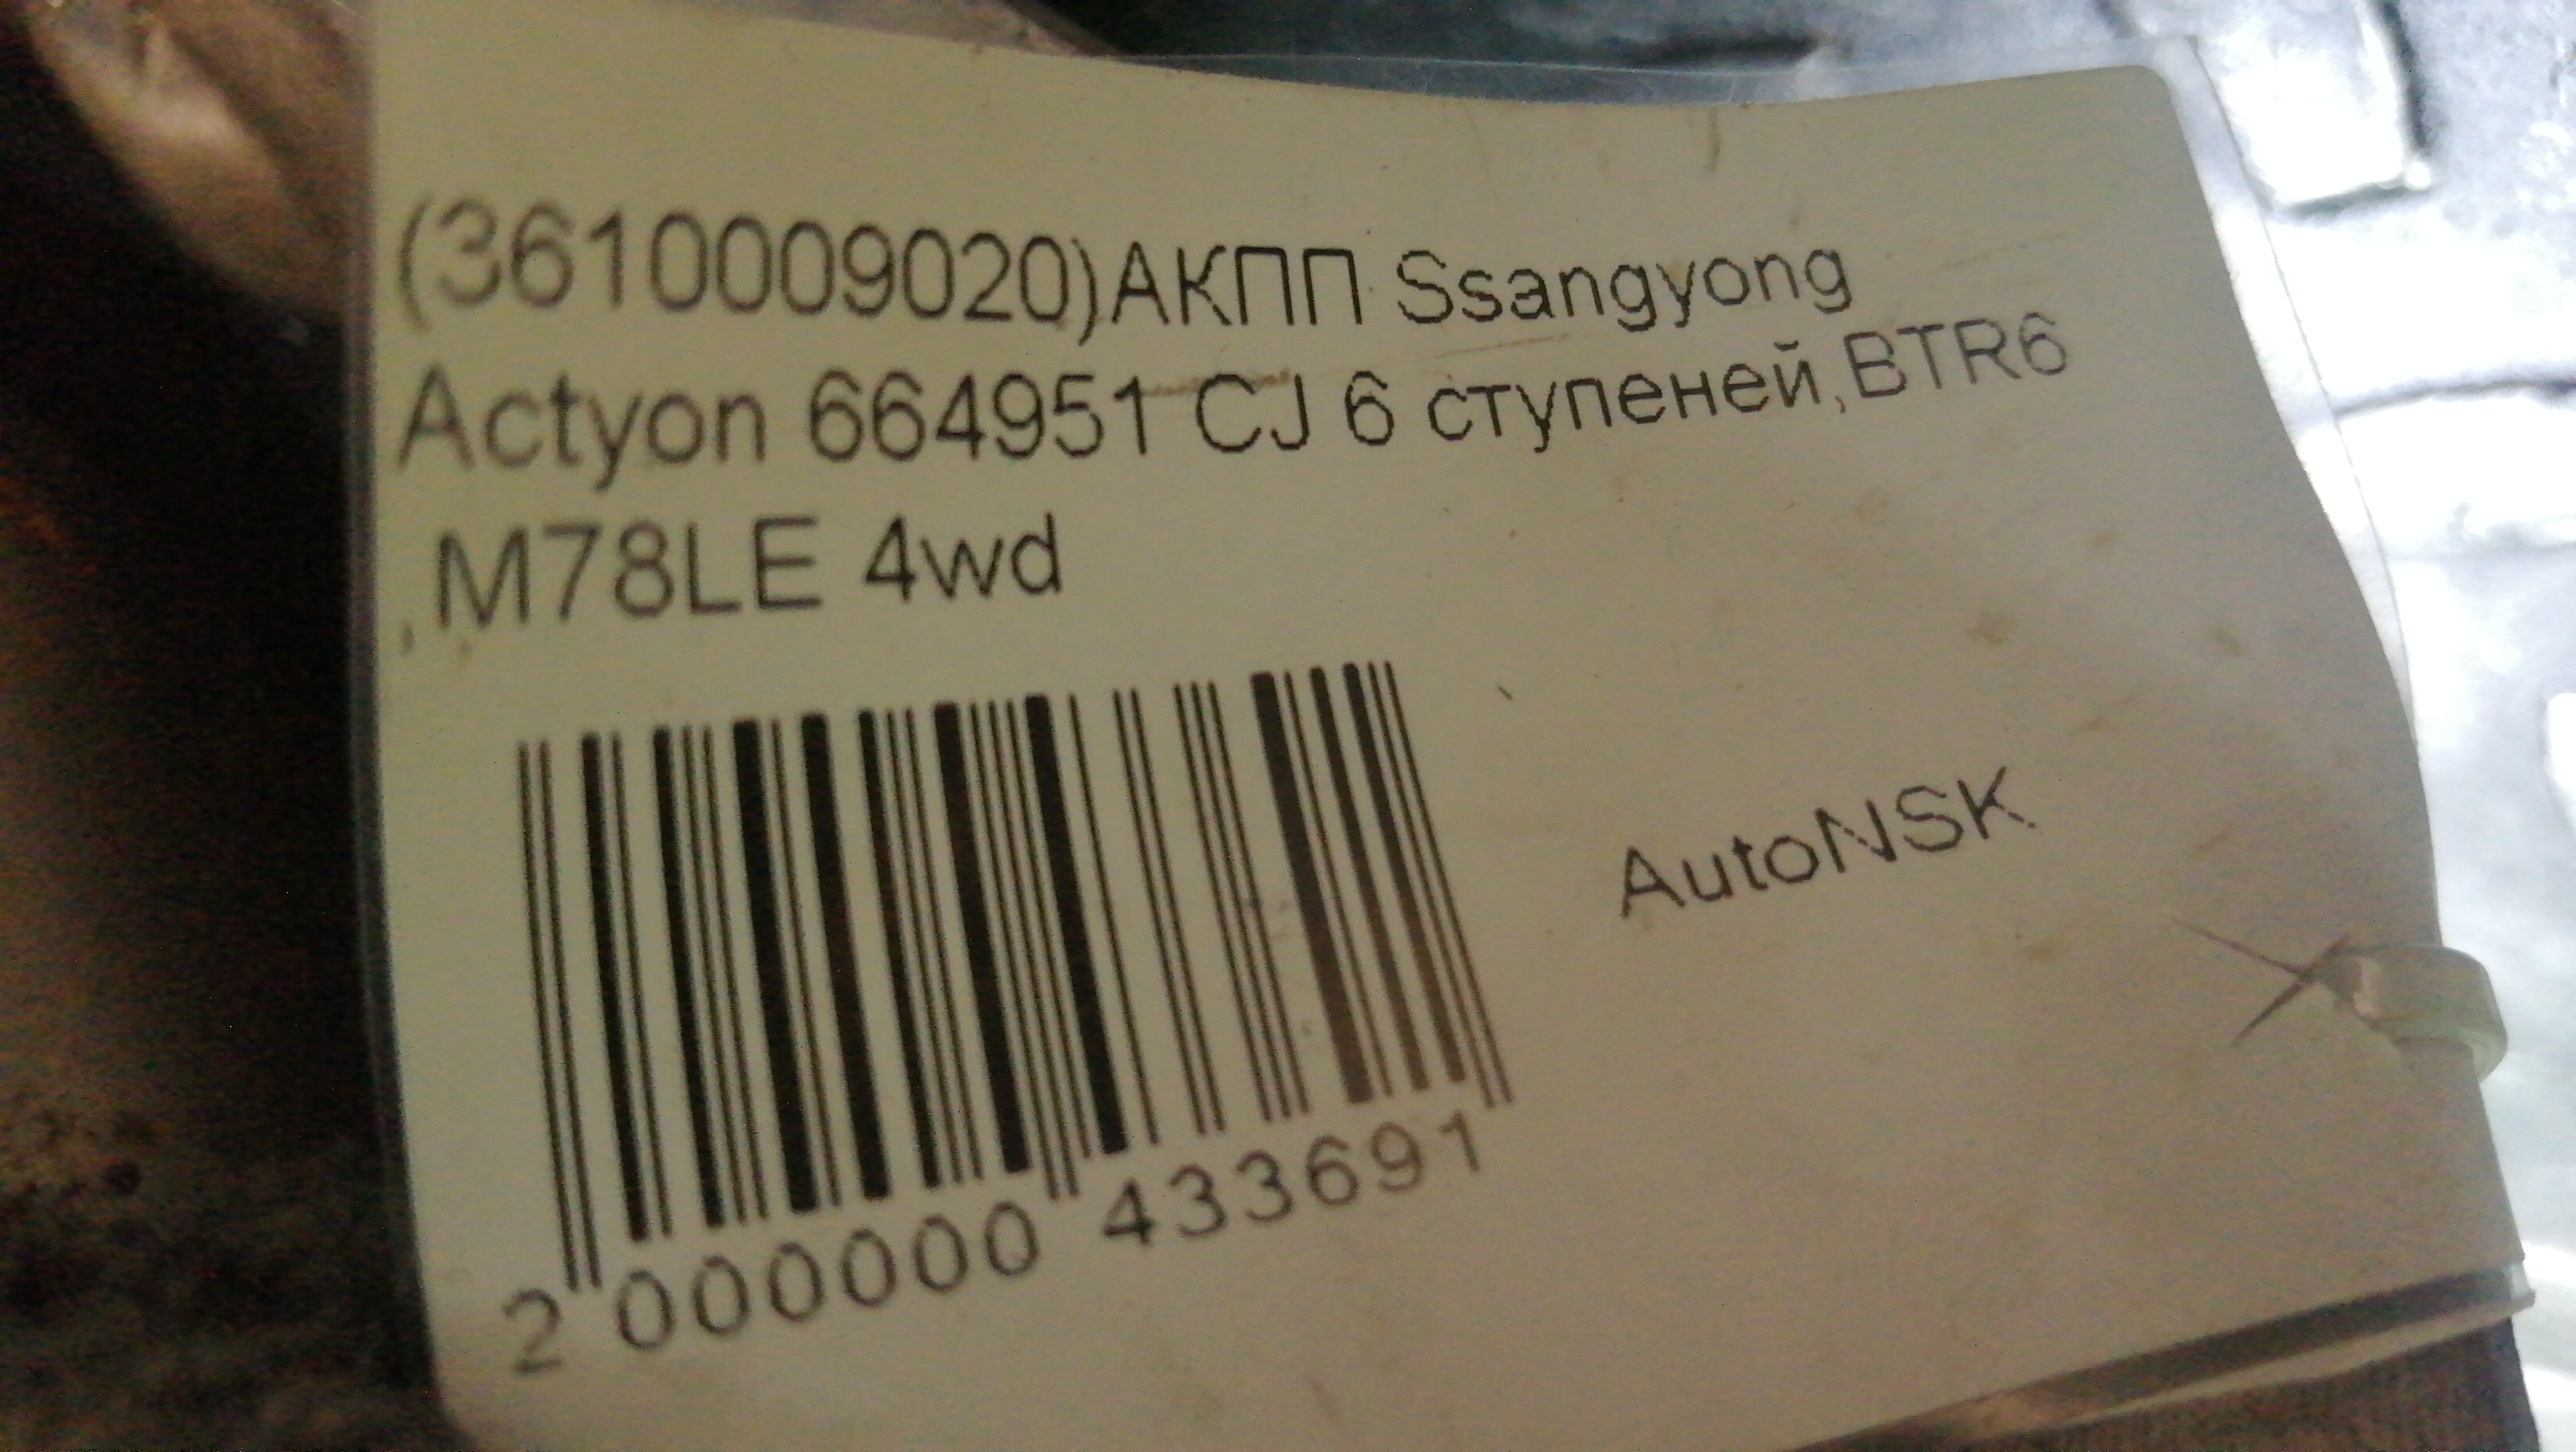 (3610009020)АКПП Ssangyong
Actyon 664951 CJ 6 ступеней,BTR6
,M78LE 4wd
AutoNSK
2 000000 433691